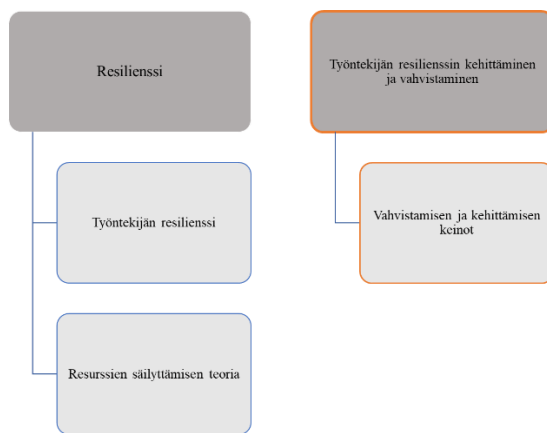 Resilienssi
Työntekijän resilienssi
Resurssien säilyttämisen teoria
Työntekijän resilienssin kehittäminen
ja vahvistaminen
Vahvistamisen ja kehittämisen
keinot